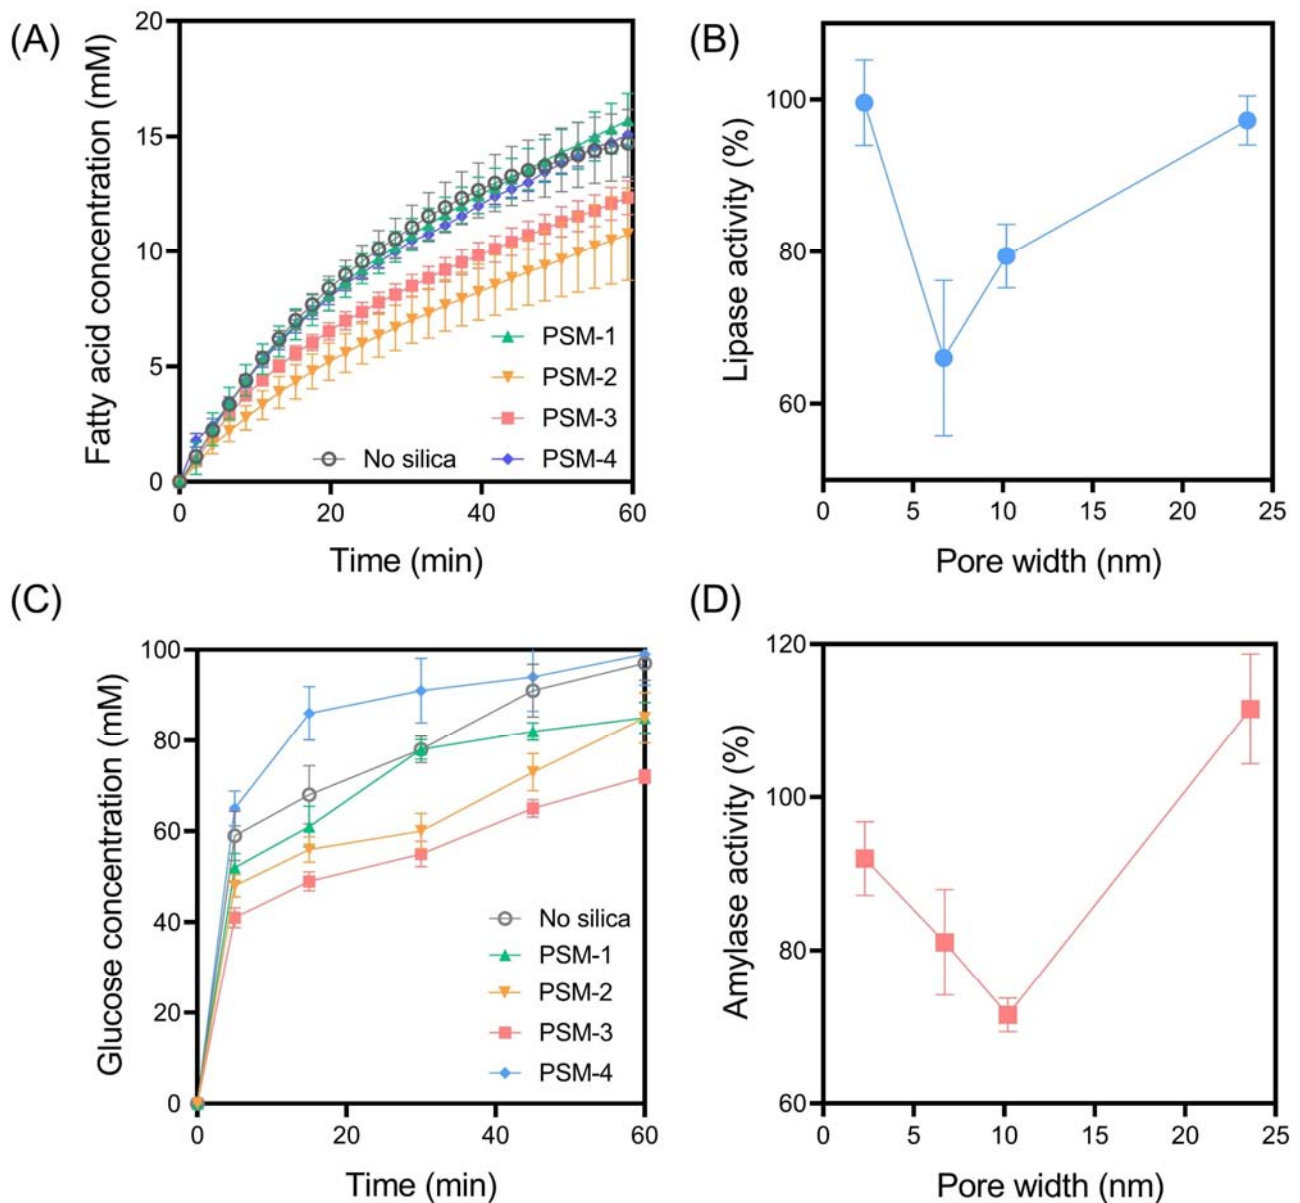 (A)
Fatty acid concentration (mM)
20
15
10
5
0
PSM-1
PSM-2
PSM-3
No silica PSM-4
0 20 40 60
Time (min)
(B)
Lipase activity (%)
100
80
60
0 5 10 15 20 25
Pore width (nm)
(C)
Glucose concentration (mM)
100
80
60
40
20
0
No silica
PSM-1
PSM-2
PSM-3
PSM-4
0 20 40 60
Time (min)
(D)
Amylase activity (%)
120
100
80
60
0 5 10 15 20 25
Pore width (nm)